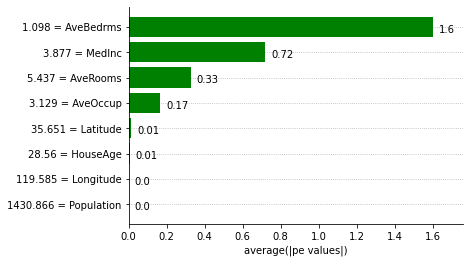 1.098 = AveBedrms
1.6
3.877 = MedInc
0.72
5.437 = AveRooms
0.33
3.129 = AveOccup
0.17
35.651 = Latitude
0.01
28.56 = HouseAge
0.01
119.585 = Longitude
0.0
1430.866 = Population
0.0
0.0 0.2 0.4 0.6 0.8 1.0 1.2 1.4 1.6
average(|pe values|)